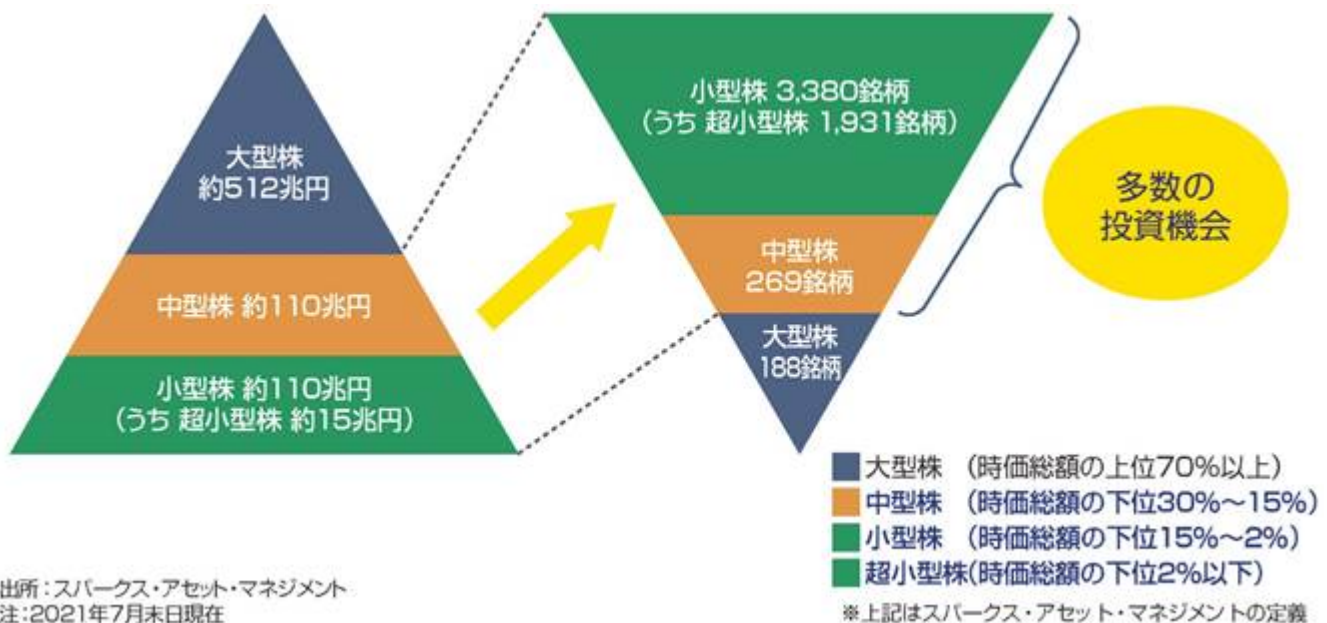 大型株
約512兆円
中型株 約110兆円
小型株 約110兆円
(うち 超小型株 約15兆円)
小型株 3,380銘柄
(うち 超小型株 1,931銘柄)
中型株
269銘柄
大型株
188銘柄
多数の
投資機会
大型株 (時価総額の上位70%以上)
中型株 (時価総額の下位30%~15%)
小型株 (時価総額の下位15%~2%)
超小型株(時価総額の下位2%以下)
※上記はスパークス・アセット・マネジメントの定義
出所:スパークス・アセット・マネジメント
注:2021年7月末日現在